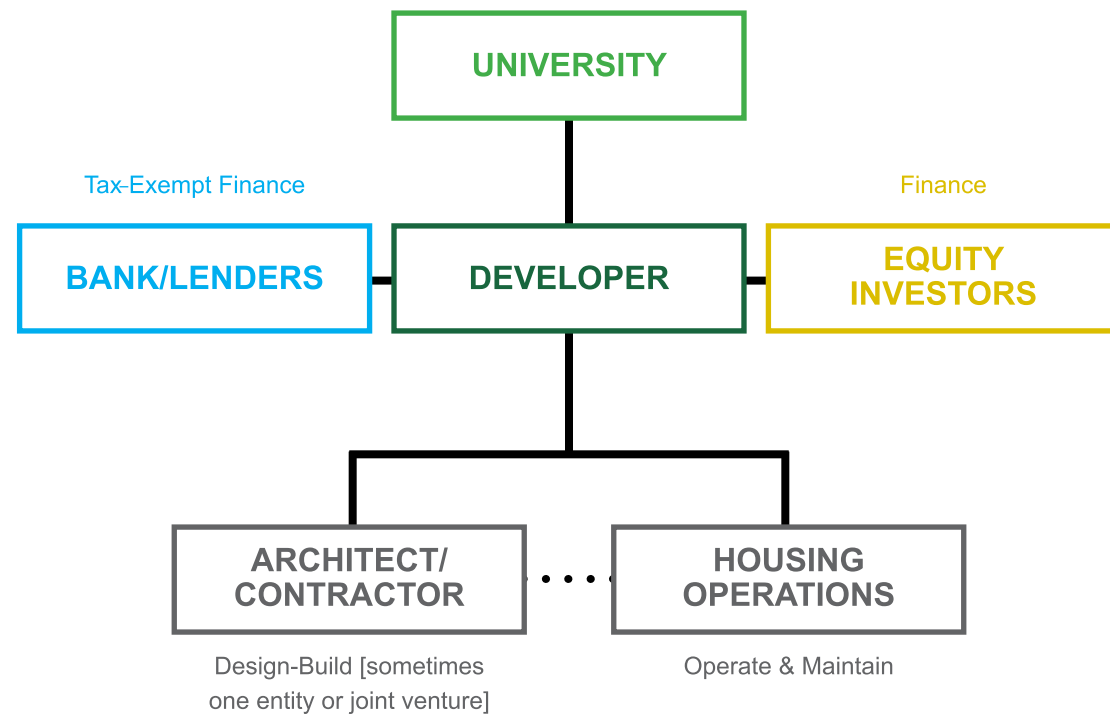 UNIVERSITY
Tax-Exempt Finance
Finance
BANK/LENDERS
DEVELOPER
EQUITY
INVESTORS
ARCHITECT/
CONTRACTOR
HOUSING
OPERATIONS
Design-Build [sometimes
one entity or joint venture]
Operate & Maintain